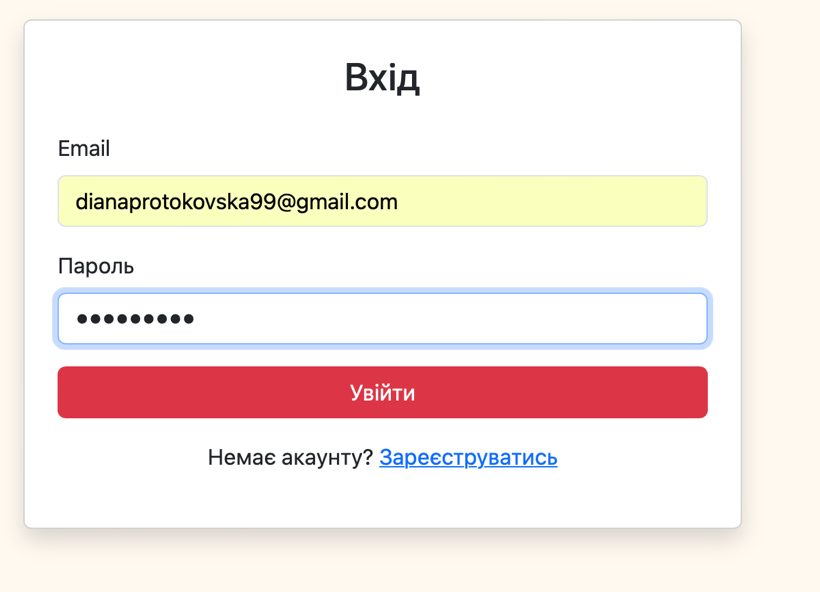 Вхід
Email
dianaprotokovska99@gmail.com
Пароль
•••••••••
Увійти
Немає акаунту? Зареєструватись